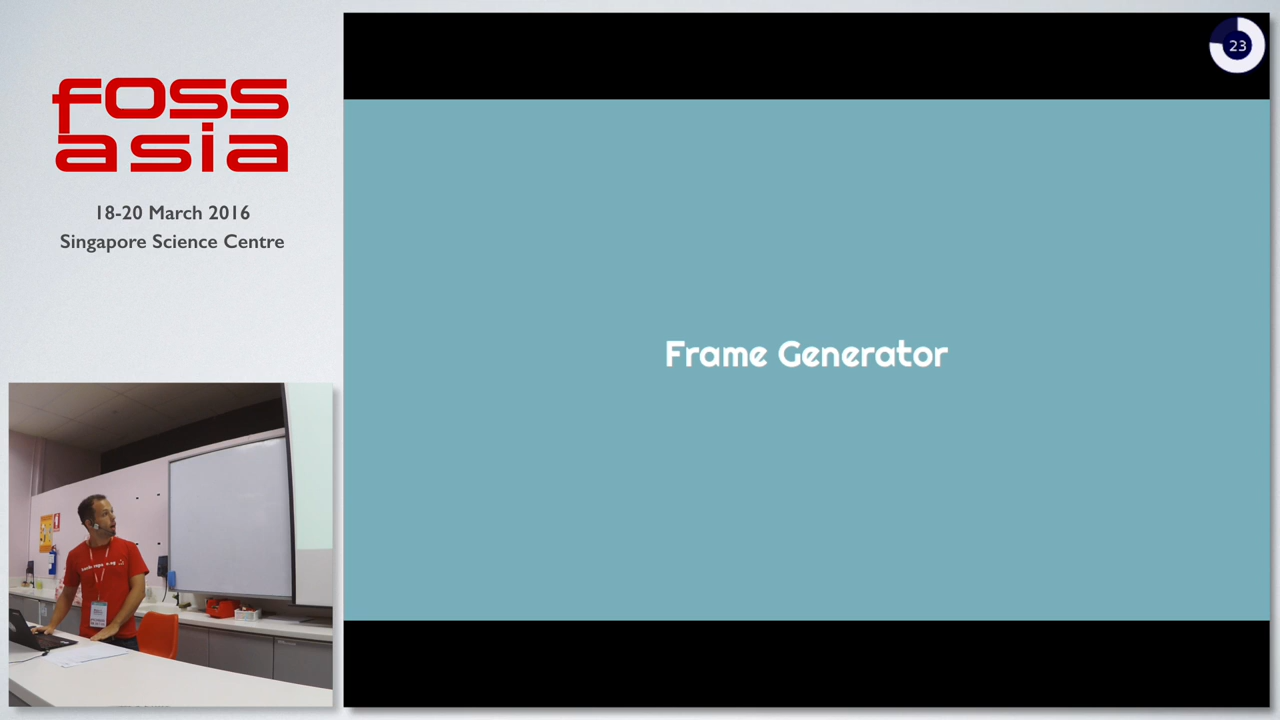 foss
asia
18-20 March 2016
Singapore Science Centre
23
Frame Generator